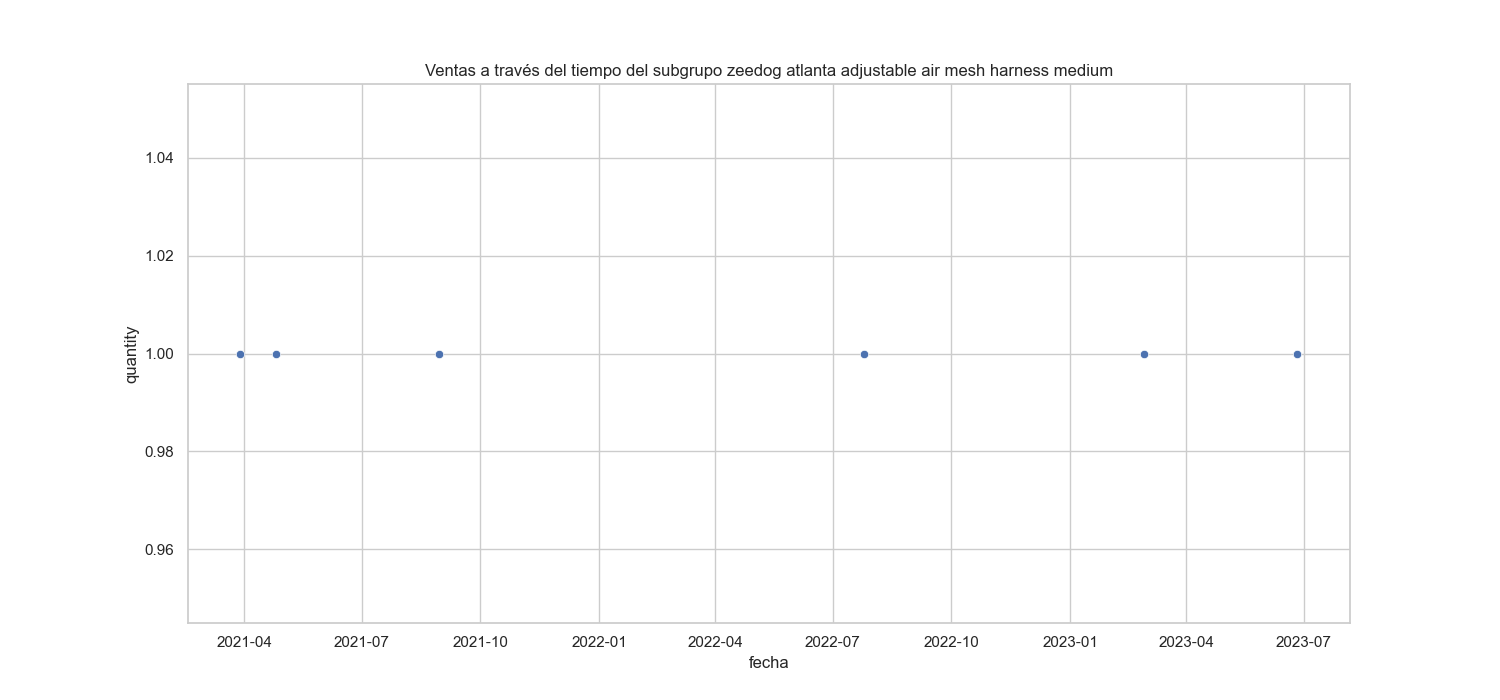 Ventas a través del tiempo del subgrupo zeedog atlanta adjustable air mesh harness medium
1.04
1.02
1.00
0.98
0.96
quantity
2021-04 2021-07 2021-10 2022-01 2022-04 2022-07 2022-10 2023-01 2023-04 2023-07
fecha